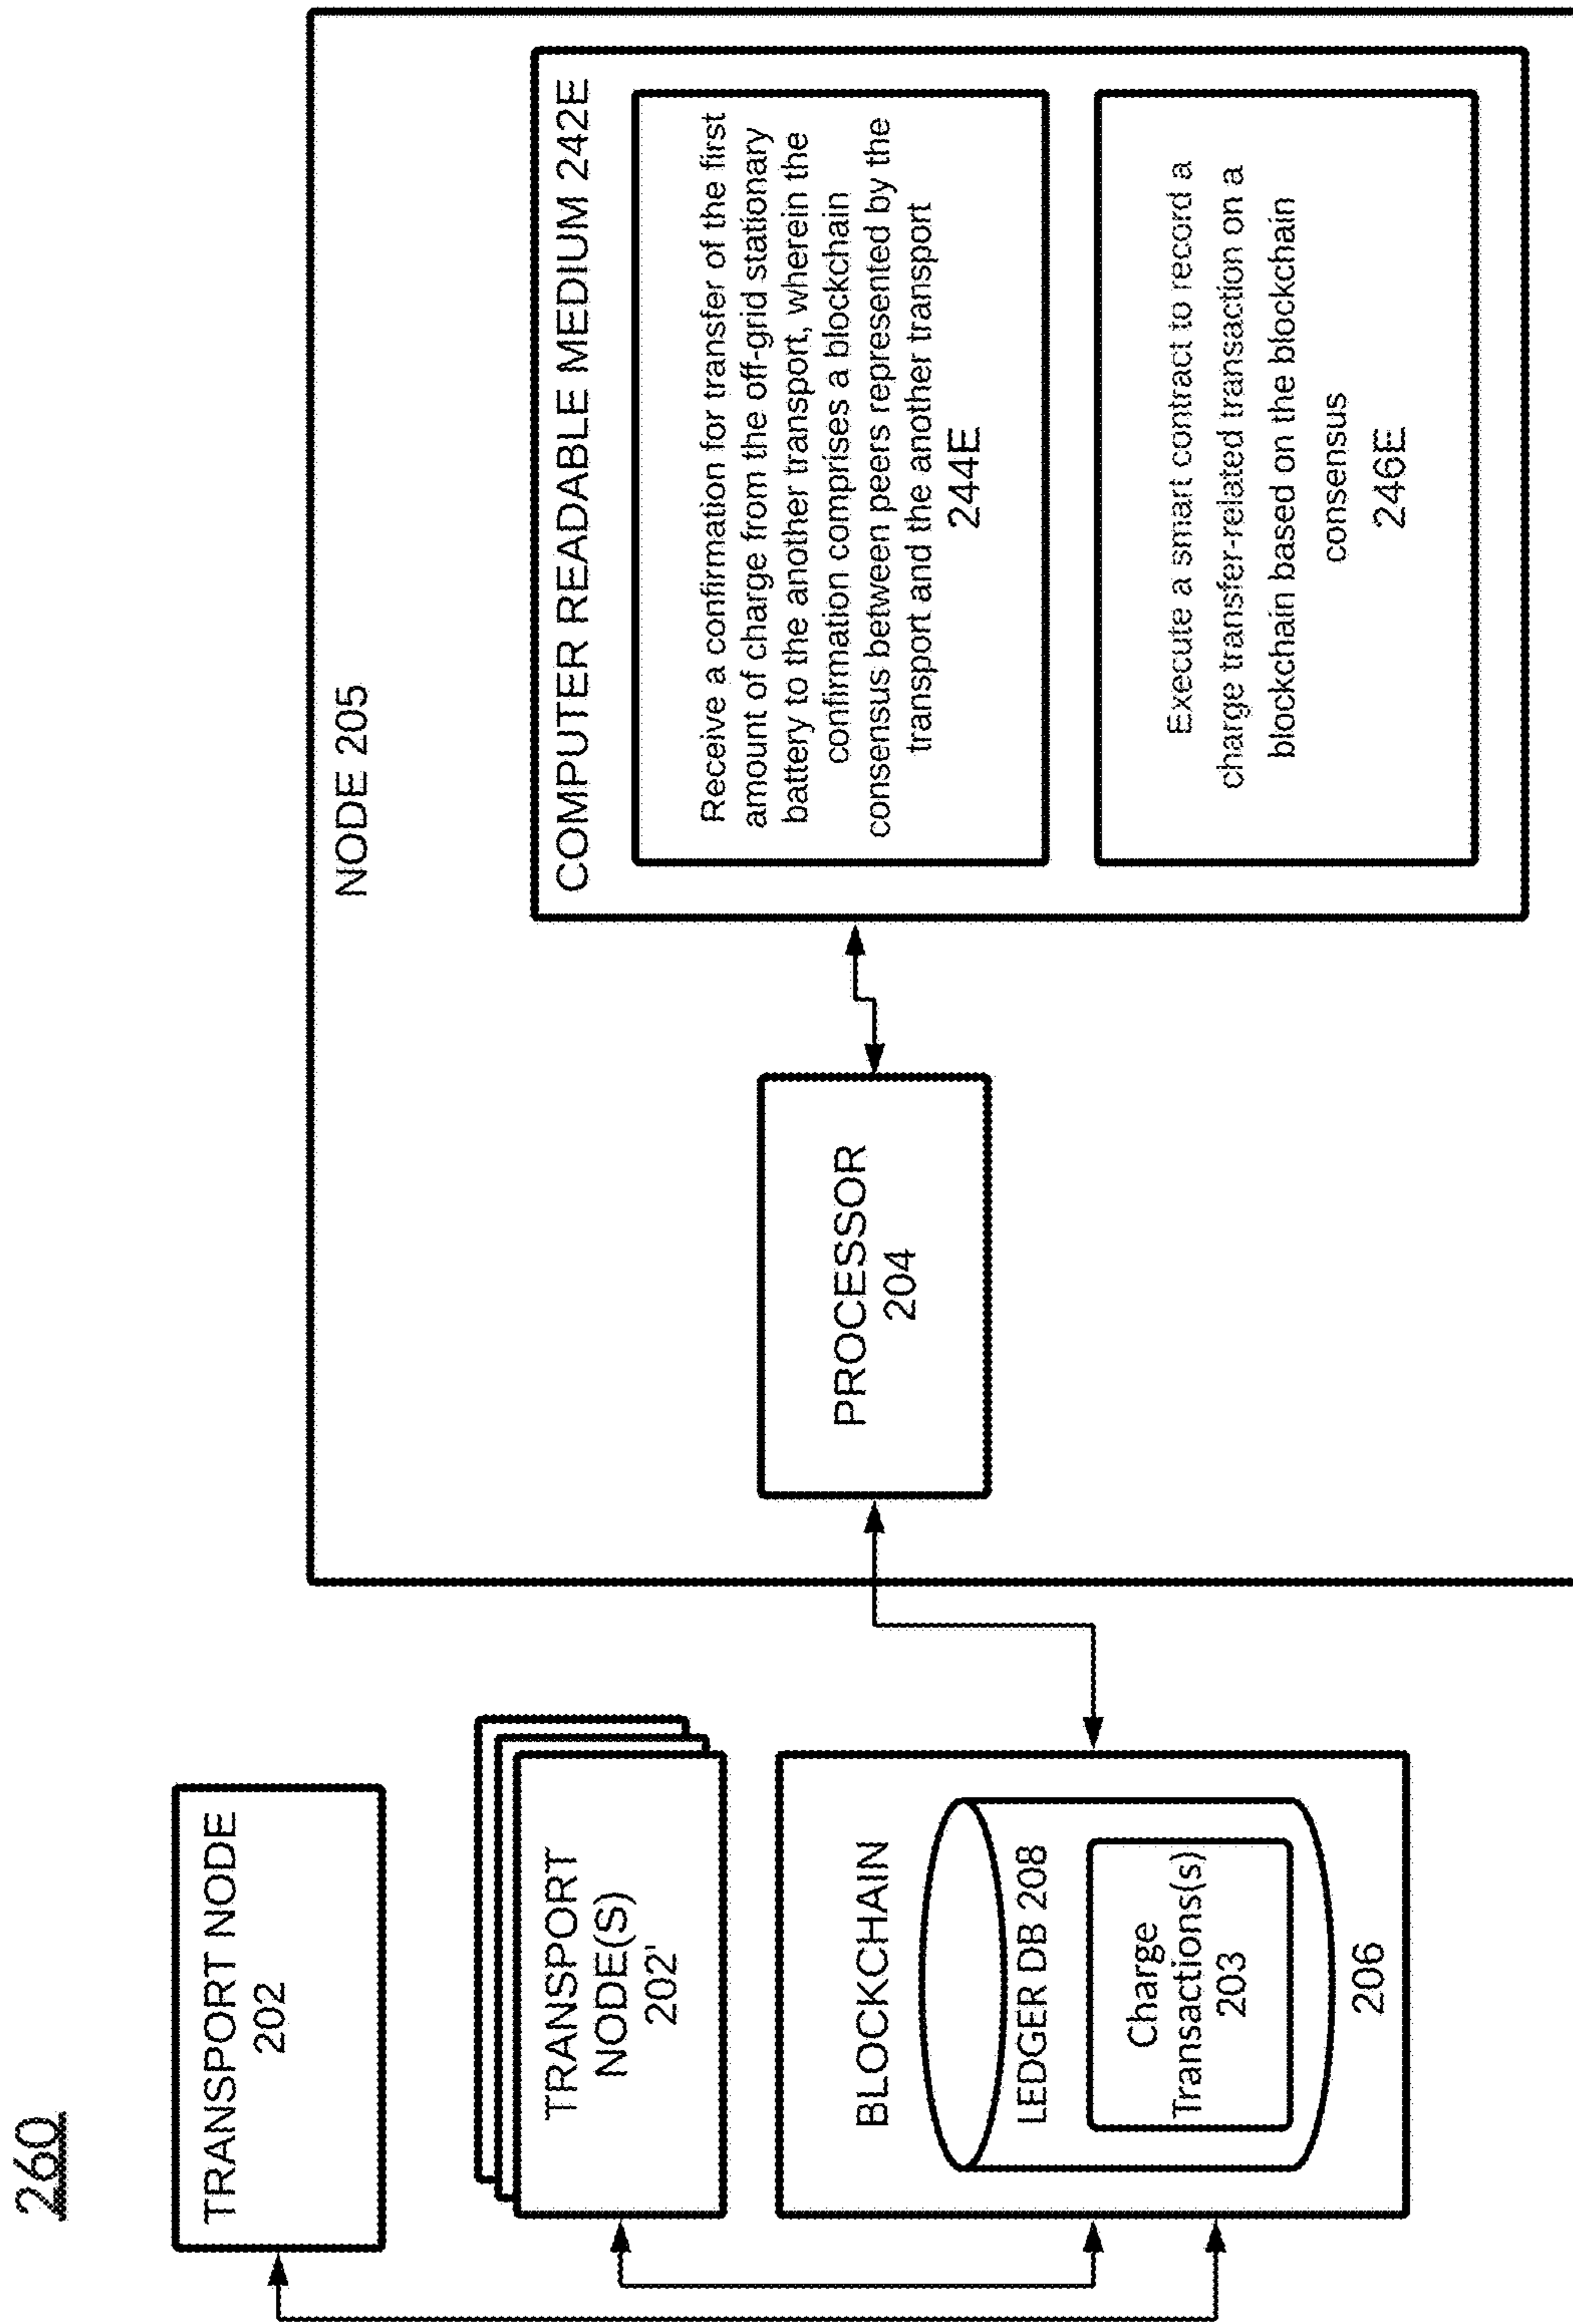 260
TRANSPORT NODE
202
TRANSPORT
NODE(S)
202'
BLOCKCHAIN
LEDGER DB 208
Charge
Transactions(s)
203
206
NODE 205
PROCESSOR
204
COMPUTER READABLE MEDIUM 242E
Receive a confirmation for transfer of the first
amount of charge from the off-grid stationary
battery to the another transport, wherein the
confirmation comprises a blockchain
consensus between peers represented by the
transport and the another transport
244E
Execute a smart contract to record a
charge transfer-related transaction on a
blockchain based on the blockchain
consensus
246E